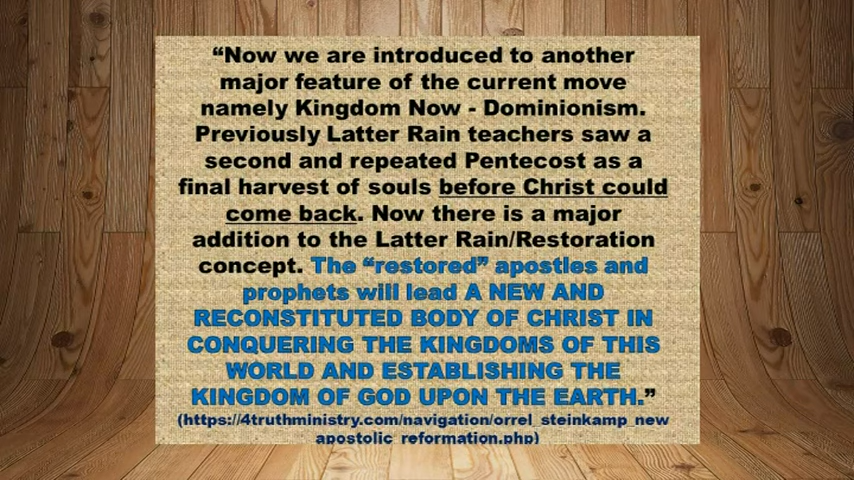 “Now we are introduced to another
major feature of the current move
namely Kingdom Now - Dominionism.
Previously Latter Rain teachers saw a
second and repeated Pentecost as a
final harvest of souls before Christ could
come back. Now there is a major
addition to the Latter Rain/Restoration
concept. The “restored” apostles and
prophets will lead A NEW AND
RECONSTITUTED BODY OF CHRIST IN
CONQUERING THE KINGDOMS OF THIS
WORLD AND ESTABLISHING THE
KINGDOM OF GOD UPON THE EARTH.”
(https://4truthministry.com/navigation/orrel_steinkamp_new
apostolic_reformation.php)